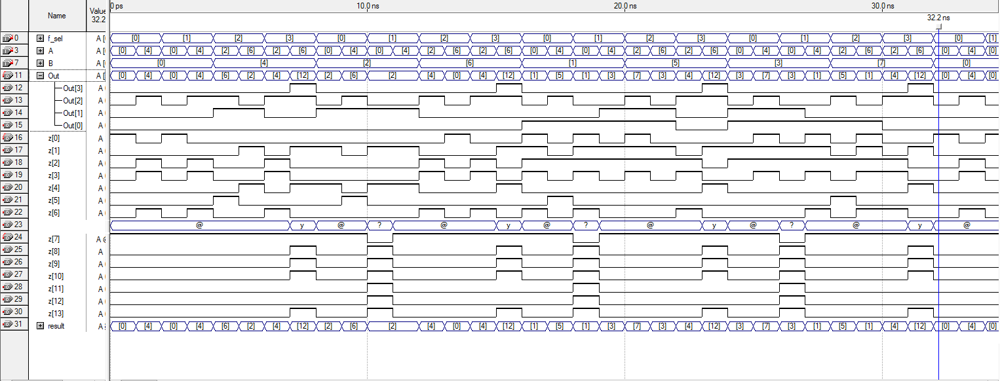 Name
Value
32.2
0 ps
10.0 ns
20.0 ns
30.0 ns
32.2 ns
0 f_sel A [ [0] [1] [2] [3] [0] [1] [2] [3] [0] [1] [2] [3] [0] [1] [2] [3] [0] [1]
3 A A [ [0] [4] [0] [4] [2] [6] [2] [6] [0] [4] [0] [4] [2] [6] [2] [6] [0] [4] [0] [4] [2] [6] [2] [6] [0] [4] [0] [4] [2] [6] [2] [6] [0] [4] [0]
7 B A [ [0] [4] [2] [6] [1] [5] [3] [7] [0]
11 Out A [ [0] [4] [0] [4] [6] [2] [4] [12] [2] [6] [2] [4] [0] [4] [12] [1] [5] [1] [3] [7] [3] [4] [12] [3] [7] [3] [1] [5] [1] [4] [12] [0] [4] [0]
12 Out[3] A
13 Out[2] A
14 Out[1] A
15 Out[0] A
16 z[0] A
17 z[1] A
18 z[2] A
19 z[3] A
20 z[4] A
21 z[5] A
22 z[6] A
23 @ y @ ? @ y @ ? @ y @ ? @ y @
24 z[7] A
25 z[8] A
26 z[9] A
27 z[10] A
28 z[11] A
29 z[12] A
30 z[13] A
31 result A [0] [4] [0] [4] [6] [2] [4] [12] [2] [6] [2] [4] [0] [4] [12] [1] [5] [1] [3] [7] [3] [4] [12] [3] [7] [3] [1] [5] [1] [4] [12] [0] [4] [0]